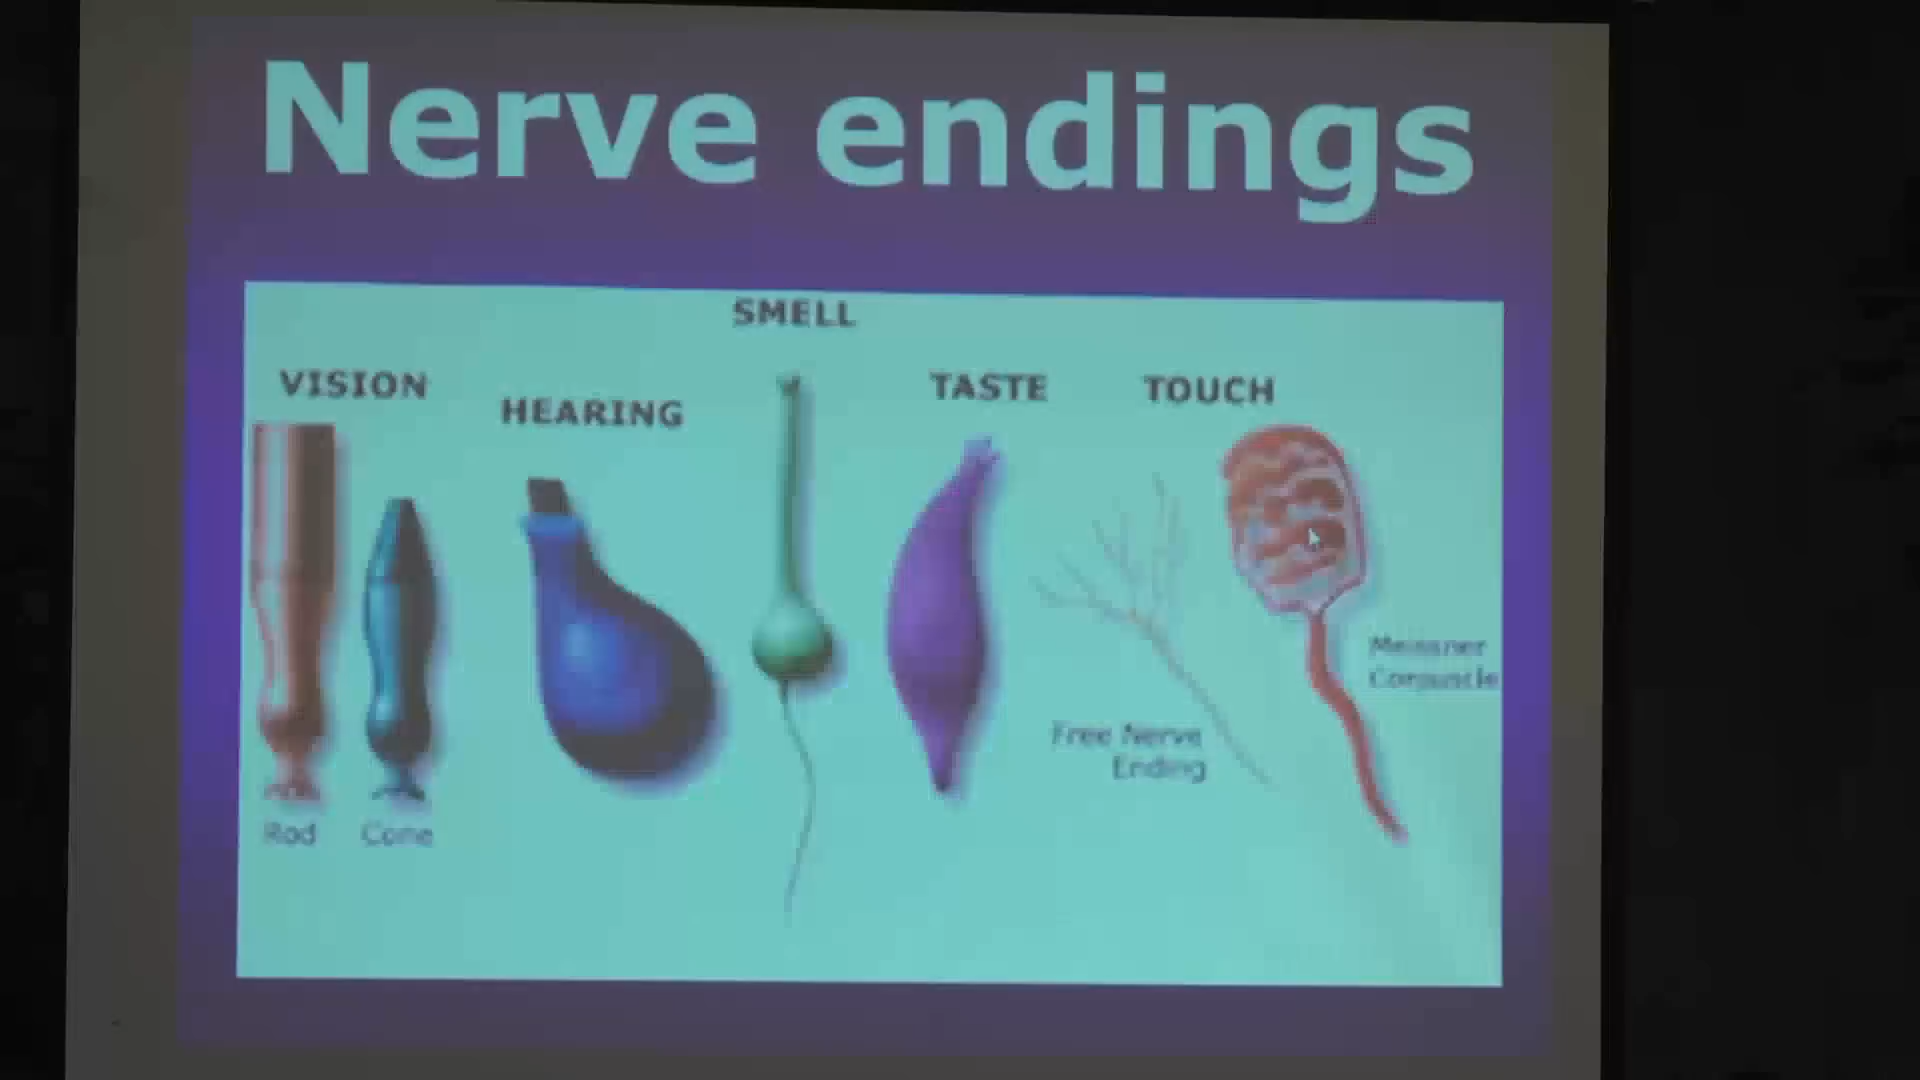 Nerve endings
SMELL
VISION
HEARING
TASTE
TOUCH
Meissner
Corpuscle
Free Nerve
Ending
Rod
Cone